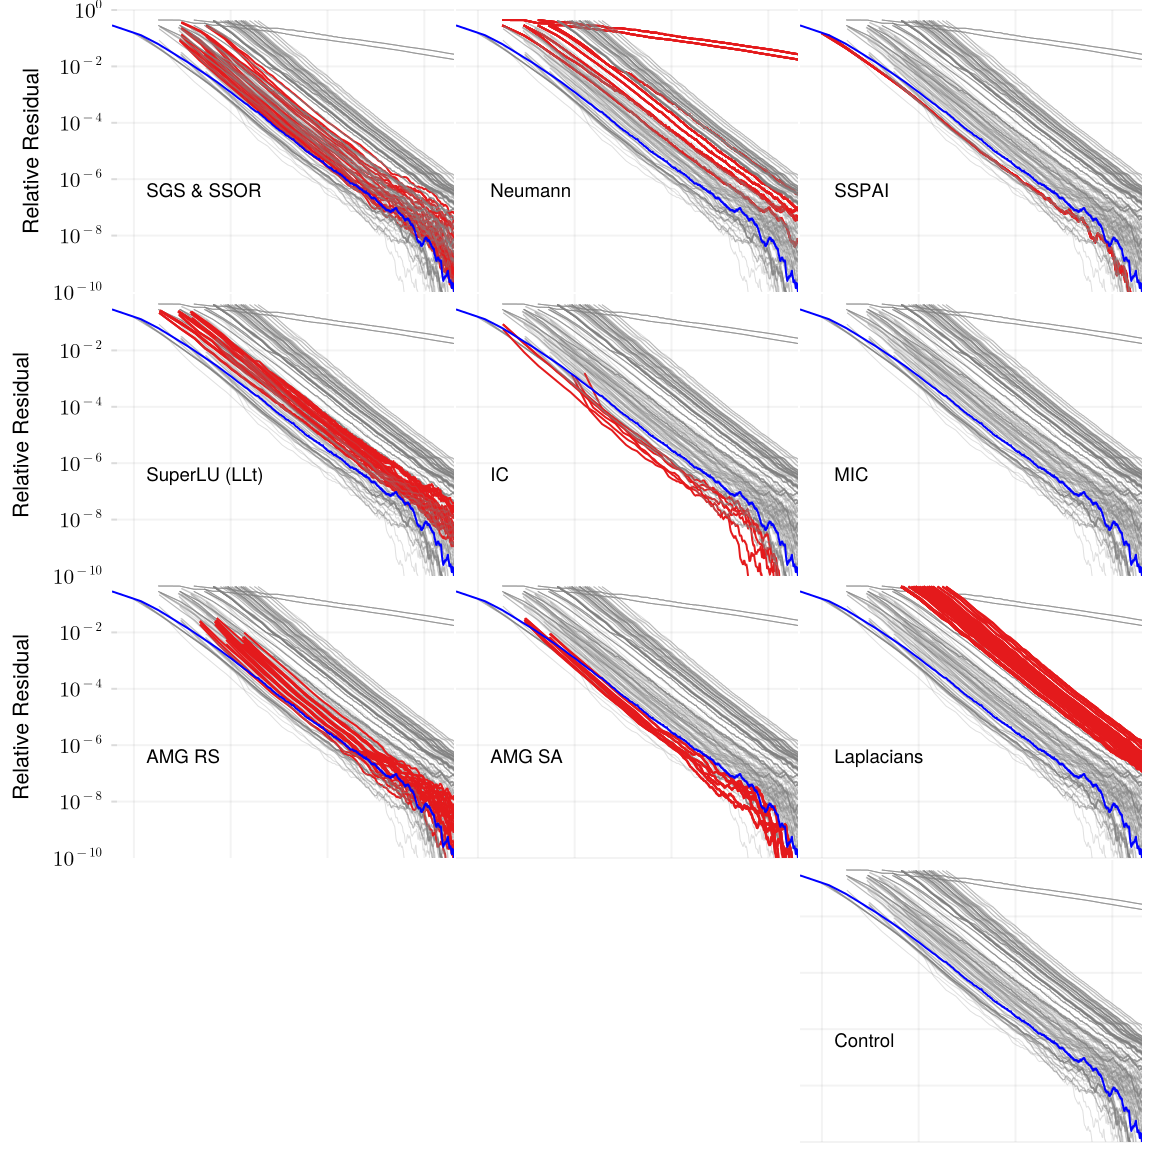 10^0
10^-2
10^-4
10^-6
10^-8
10^-10
Relative Residual
SGS & SSOR
Neumann
SSPAI
10^-2
10^-4
10^-6
10^-8
10^-10
Relative Residual
SuperLU (LLt)
IC
MIC
10^-2
10^-4
10^-6
10^-8
10^-10
Relative Residual
AMG RS
AMG SA
Laplacians
Control